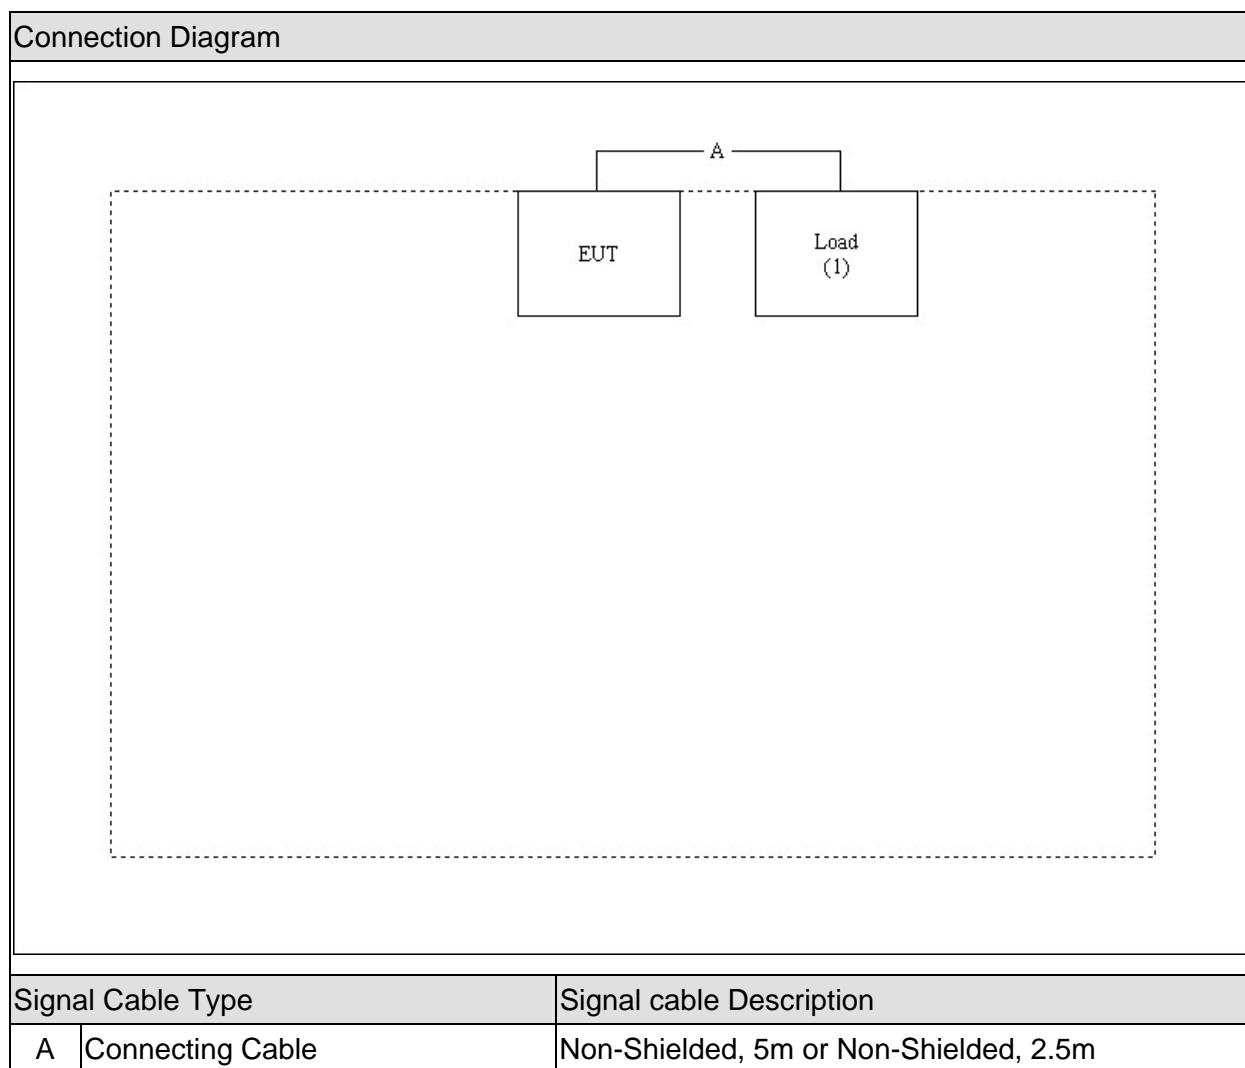 Connection Diagram
A
EUT
Load
(1)
Signal Cable Type
Signal cable Description
A
Connecting Cable
Non-Shielded, 5m or Non-Shielded, 2.5m